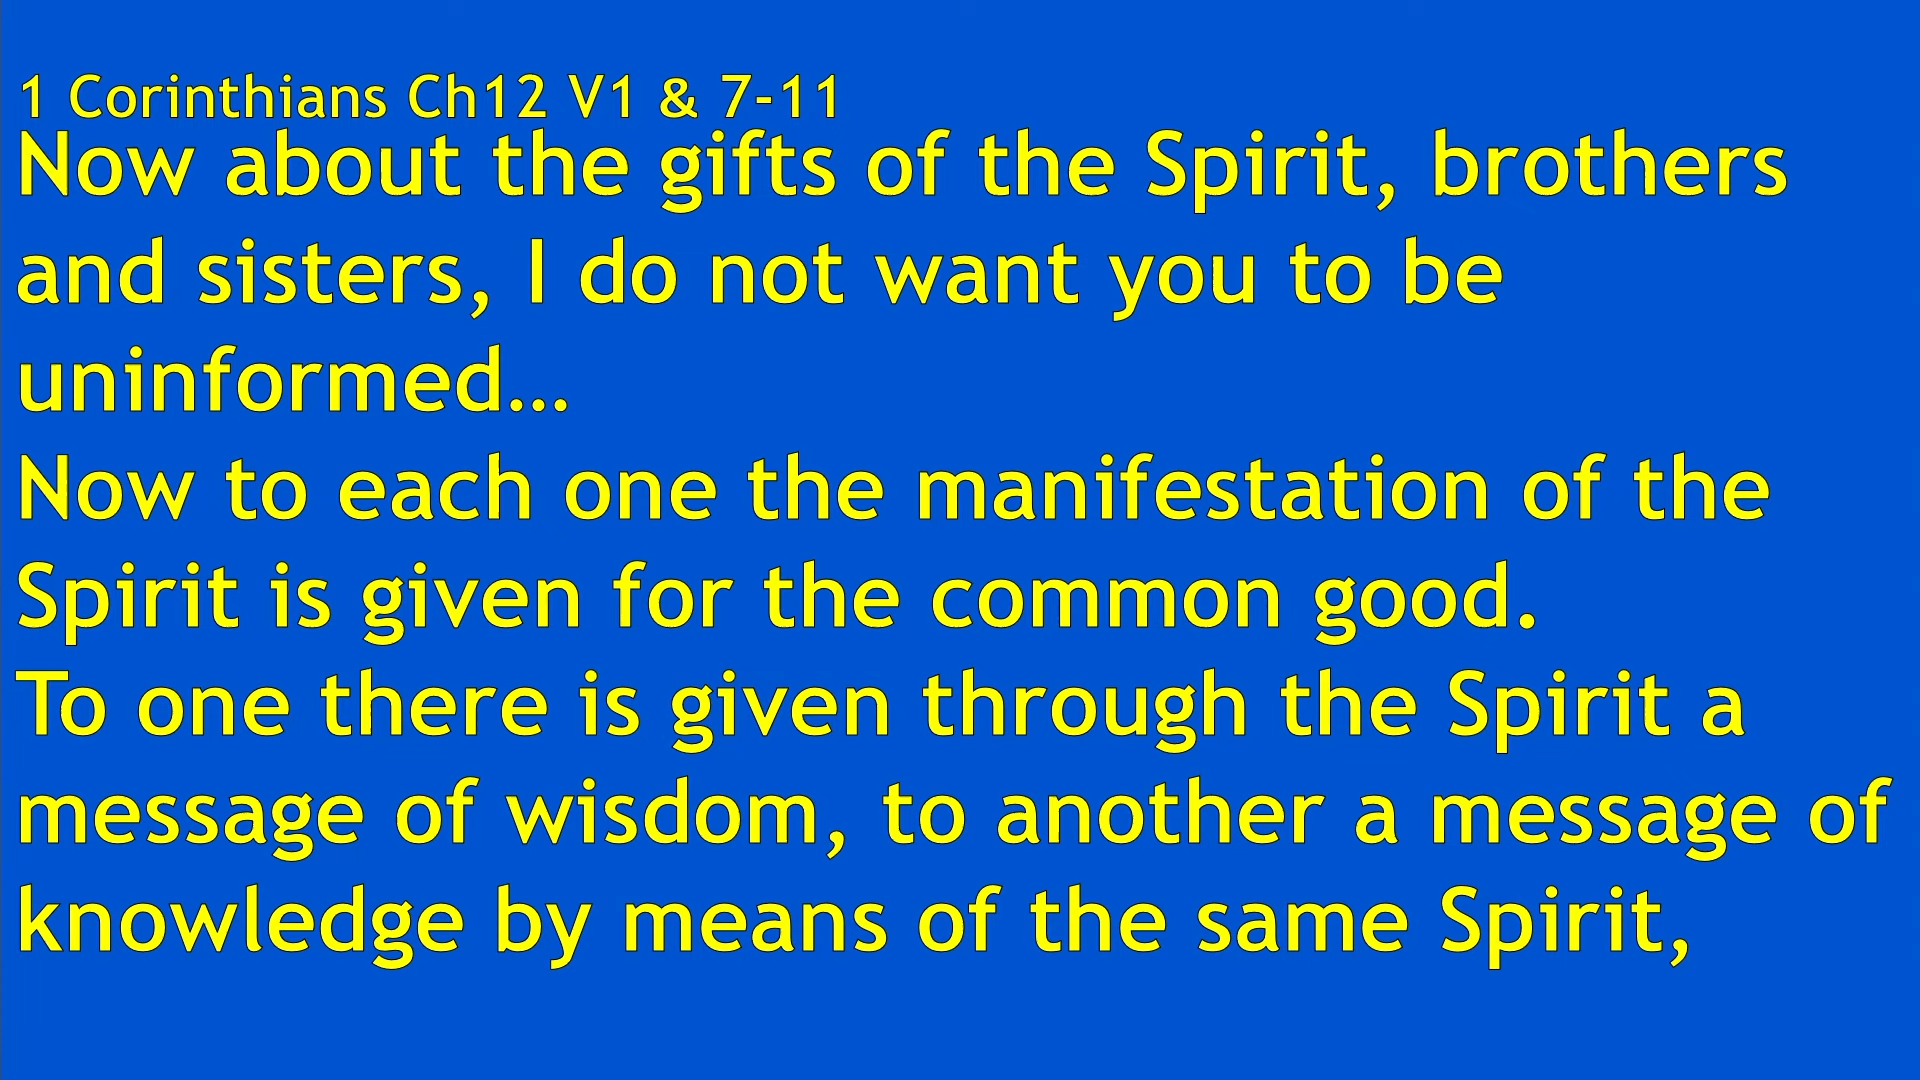 1 Corinthians Ch12 V1 & 7-11
Now about the gifts of the Spirit, brothers
and sisters, I do not want you to be
uninformed…
Now to each one the manifestation of the
Spirit is given for the common good.
To one there is given through the Spirit a
message of wisdom, to another a message of
knowledge by means of the same Spirit,